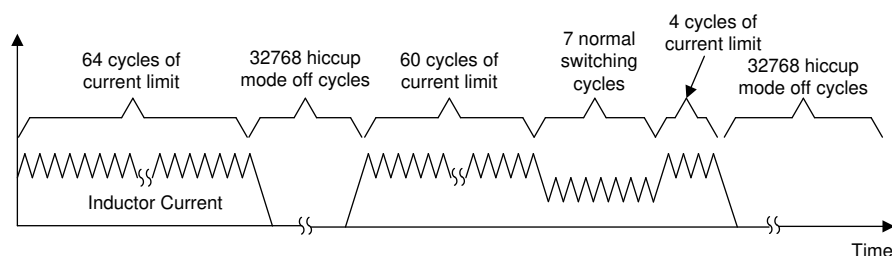 64 cycles of
current limit
32768 hiccup
mode off cycles
60 cycles of
current limit
7 normal
switching
cycles
4 cycles of
current limit
32768 hiccup
mode off cycles
Inductor Current
Time